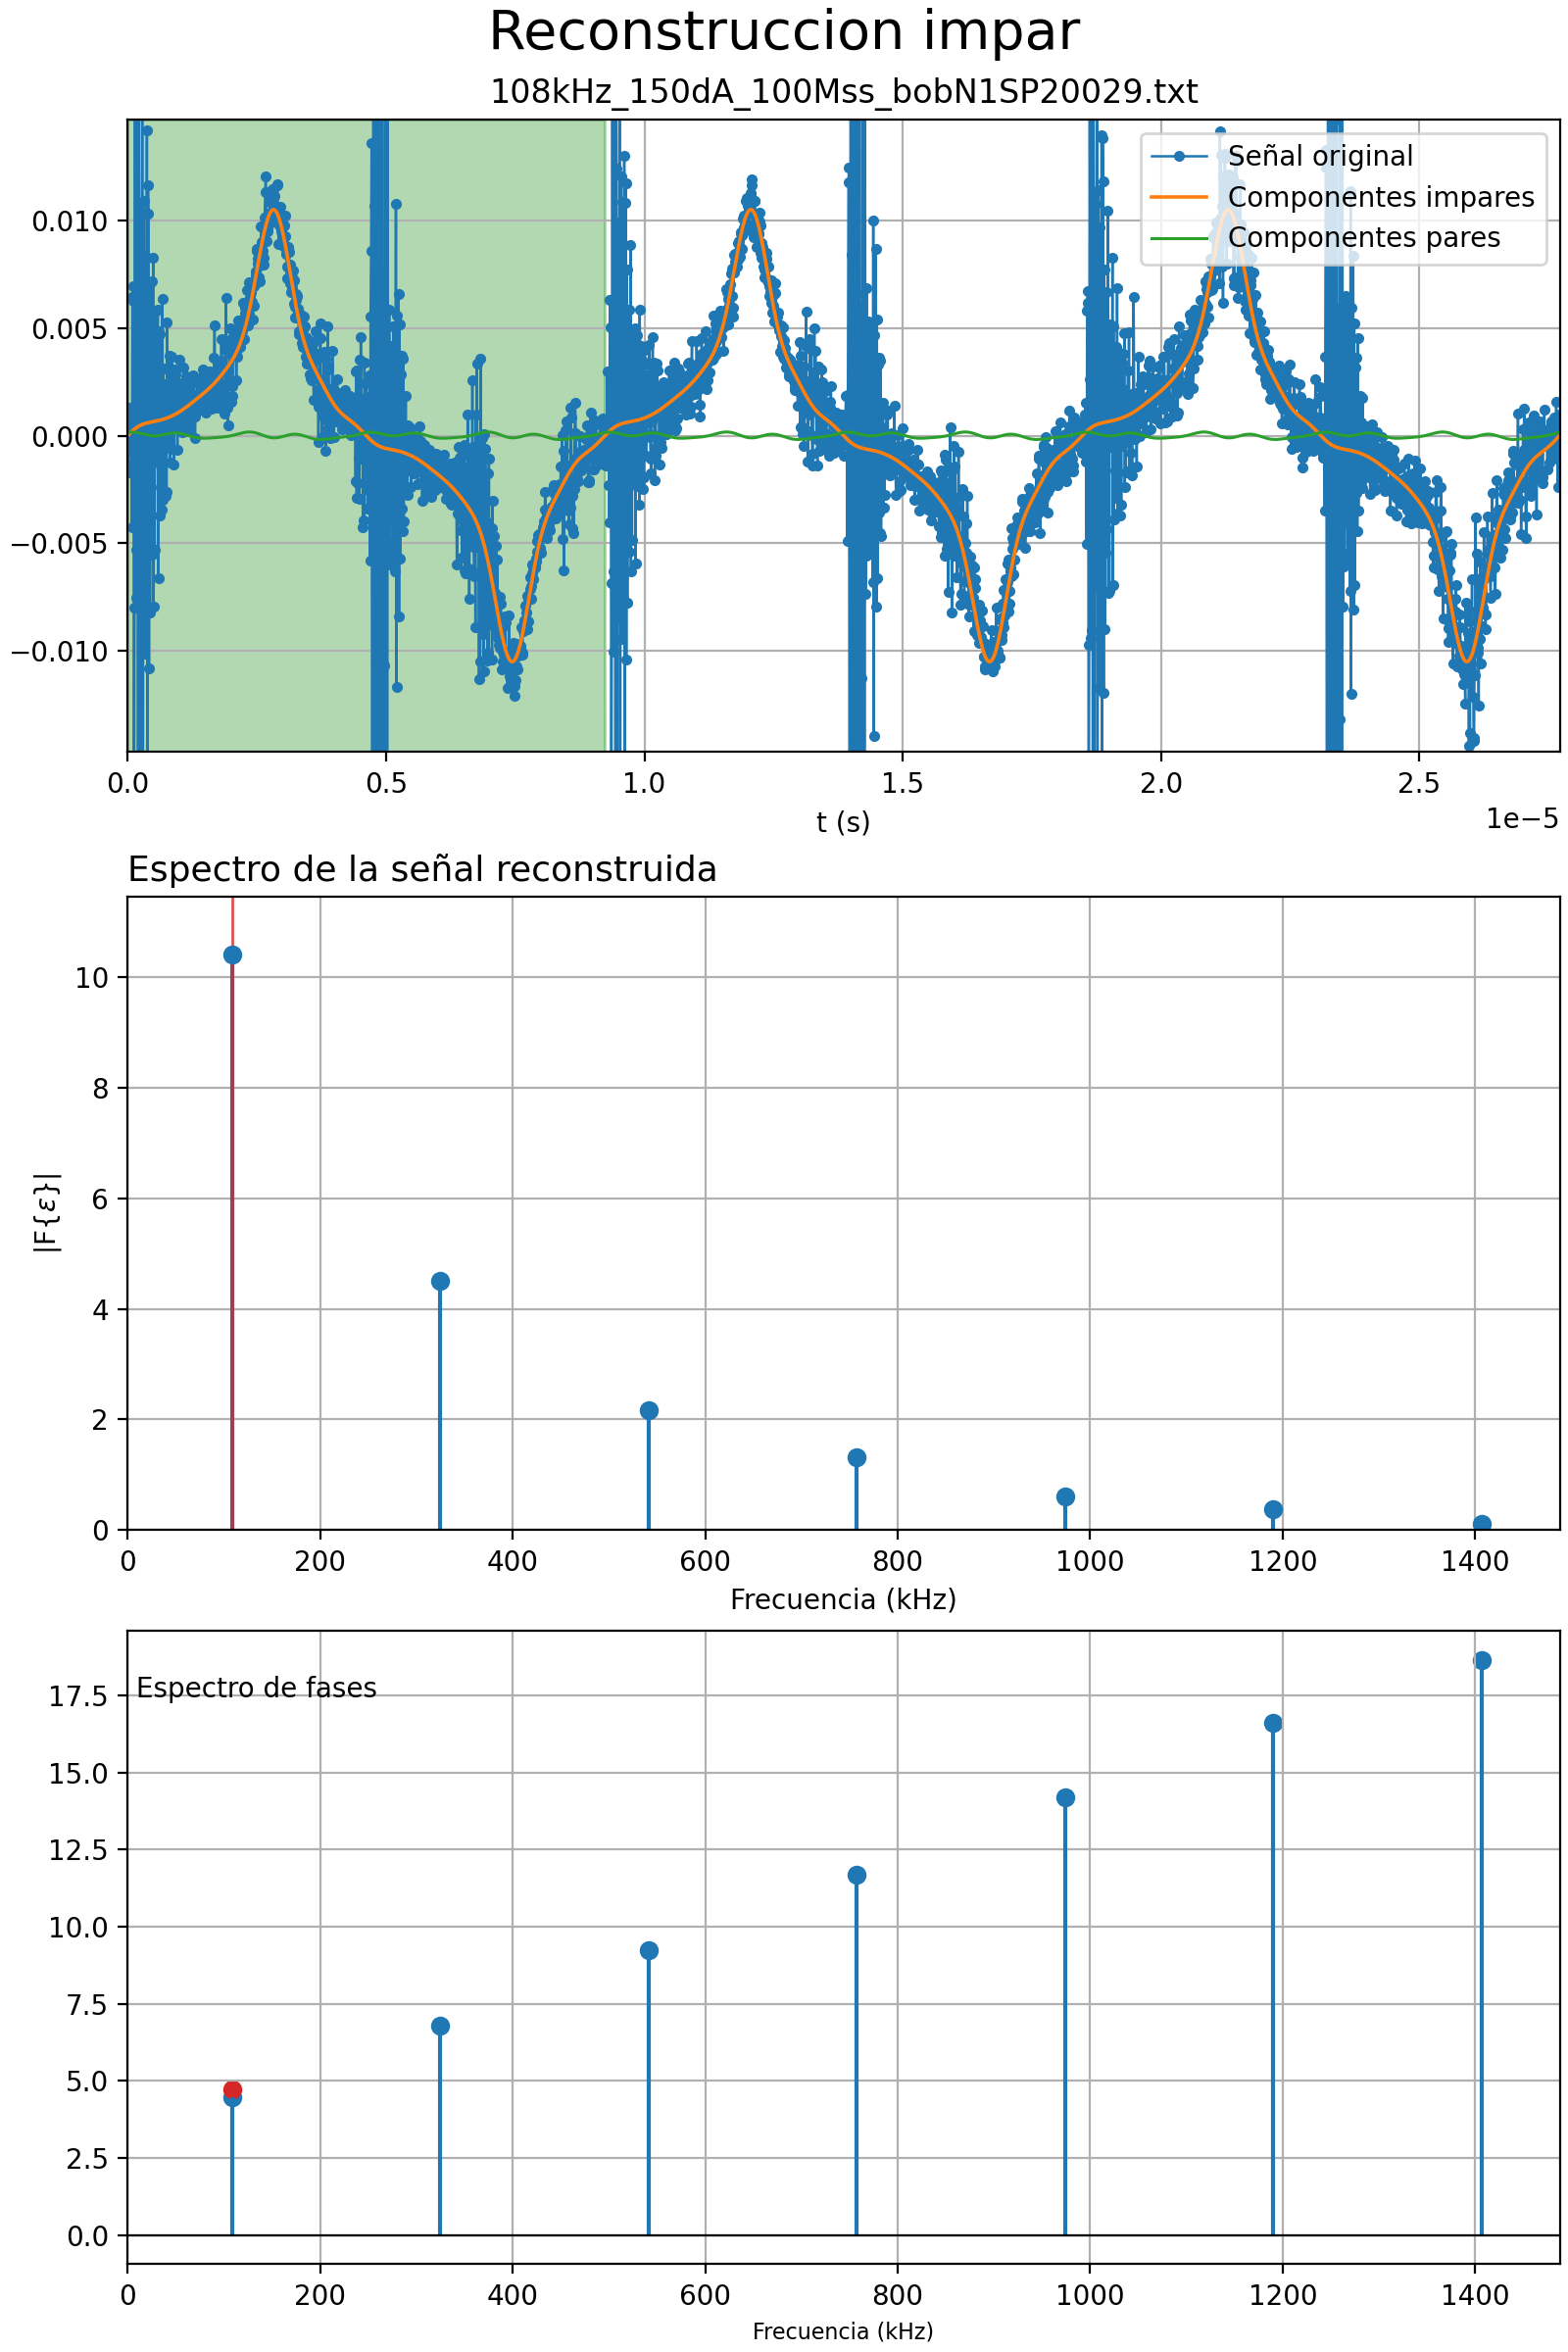 Reconstruccion impar
108kHz_150dA_100Mss_bobN1SP20029.txt
Señal original
Componentes impares
Componentes pares
0.010
0.005
0.000
−0.005
−0.010
0.0 0.5 1.0 1.5 2.0 2.5
1e−5
t (s)
Espectro de la señal reconstruida
10
8
6
4
2
0
|F{ε}|
0 200 400 600 800 1000 1200 1400
Frecuencia (kHz)
Espectro de fases
17.5
15.0
12.5
10.0
7.5
5.0
2.5
0.0
0 200 400 600 800 1000 1200 1400
Frecuencia (kHz)